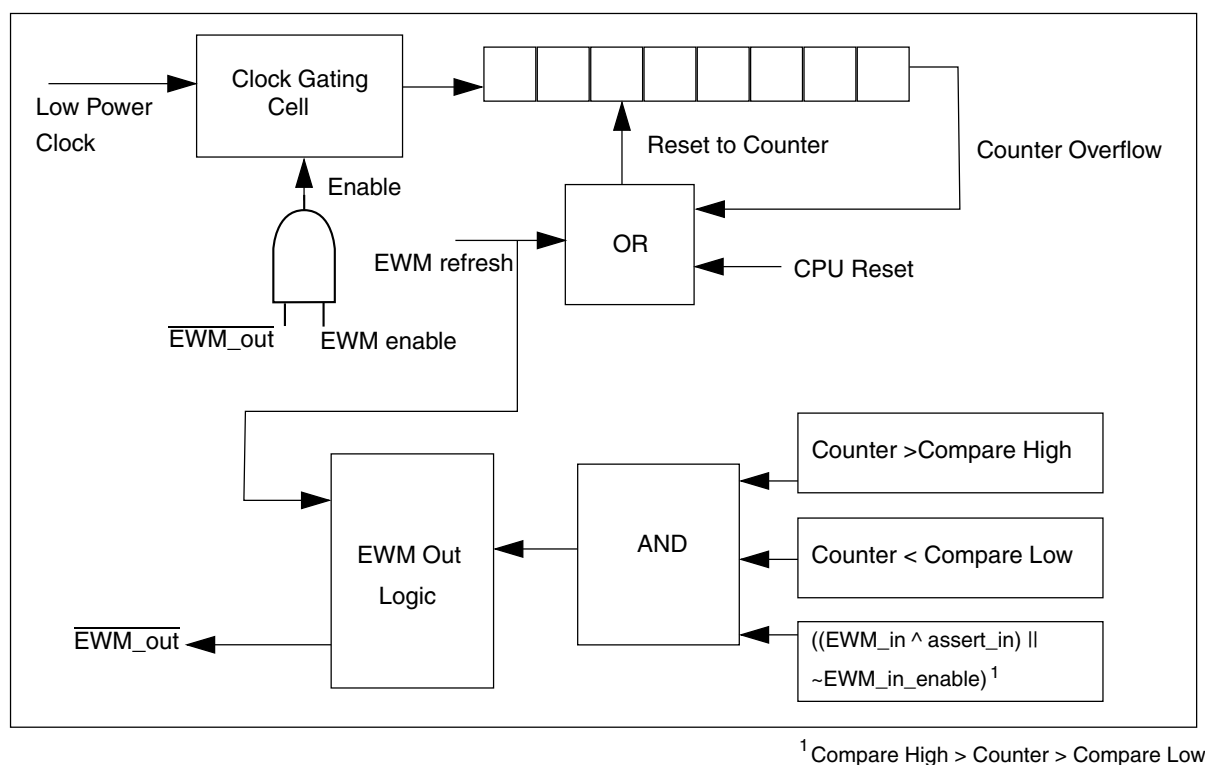 Low Power
Clock
Clock Gating
Cell
Enable
EWM_out
EWM enable
Reset to Counter
Counter Overflow
EWM refresh
OR
CPU Reset
Counter >Compare High
Counter < Compare Low
((EWM_in ^ assert_in) ||
~EWM_in_enable) 1
AND
EWM Out
Logic
EWM_out
1 Compare High > Counter > Compare Low